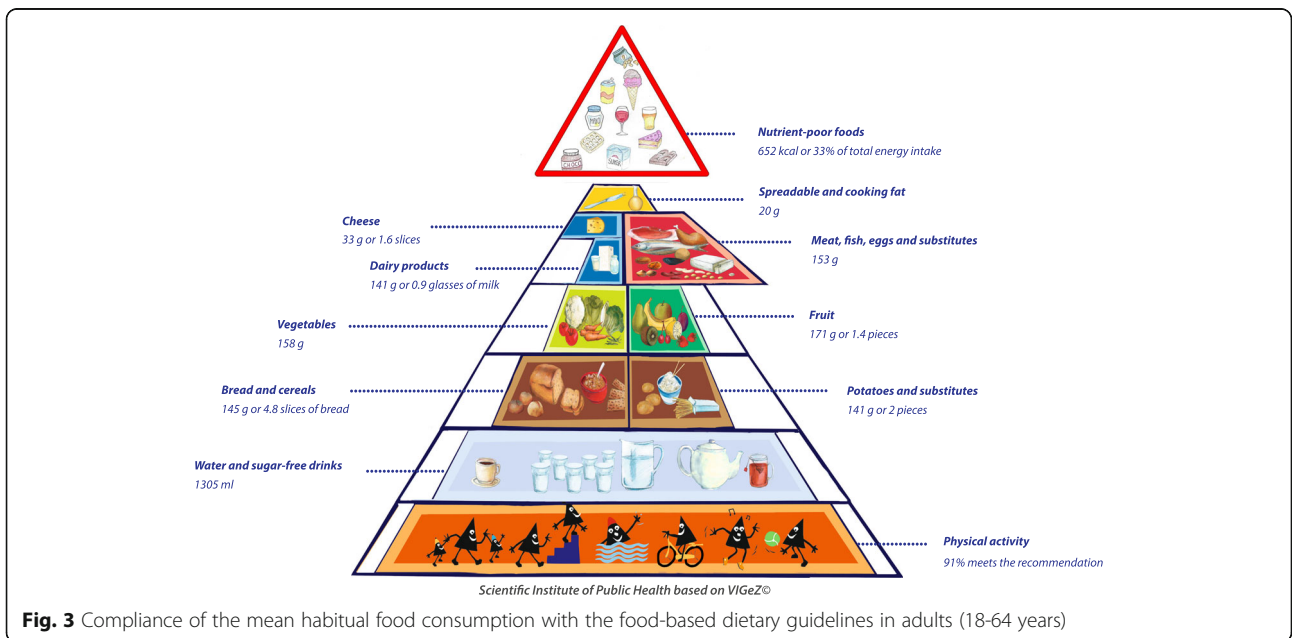 Nutrient-poor foods
652 kcal or 33% of total energy intake
Spreadable and cooking fat
20 g
Cheese
33 g or 1.6 slices
Meat, fish, eggs and substitutes
153 g
Dairy products
141 g or 0.9 glasses of milk
Vegetables
158 g
Fruit
171 g or 1.4 pieces
Bread and cereals
145 g or 4.8 slices of bread
Potatoes and substitutes
141 g or 2 pieces
Water and sugar-free drinks
1305 ml
Physical activity
91% meets the recommendation
Scientific Institute of Public Health based on VIGeZ©
Fig. 3 Compliance of the mean habitual food consumption with the food-based dietary guidelines in adults (18-64 years)